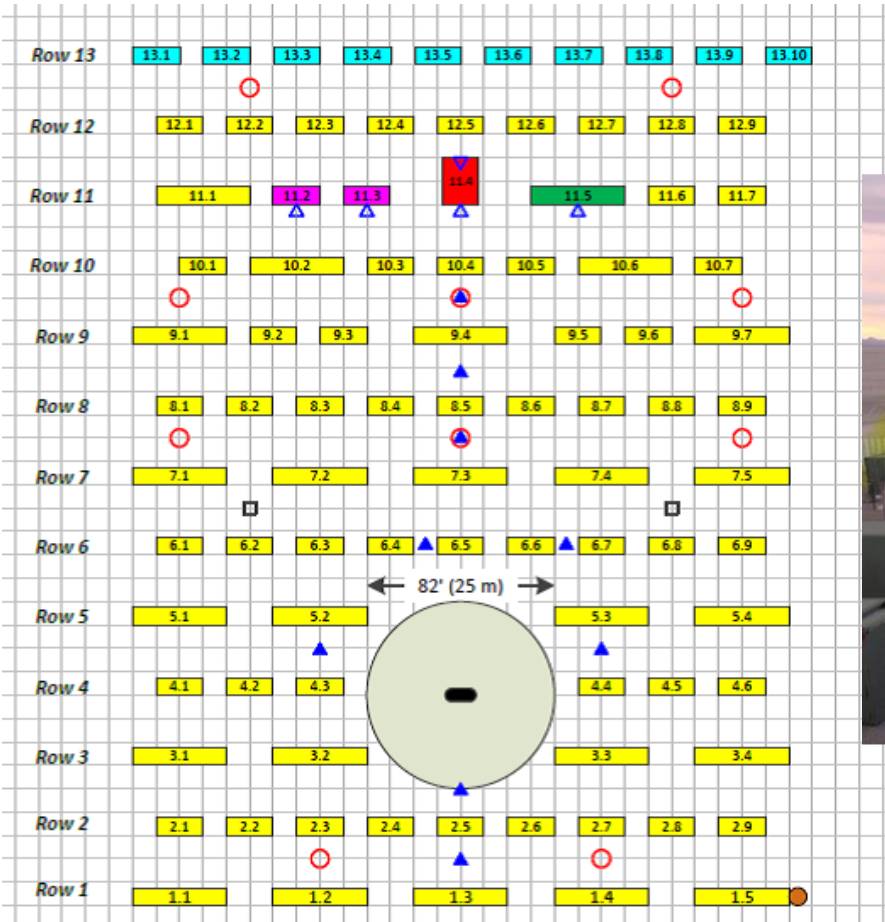 Row 13 13.1 13.2 13.3 13.4 13.5 13.6 13.7 13.8 13.9 13.10
Row 12 12.1 12.2 12.3 12.4 12.5 12.6 12.7 12.8 12.9
Row 11 11.1 11.2 11.3 11.4 11.5 11.6 11.7
Row 10 10.1 10.2 10.3 10.4 10.5 10.6 10.7
Row 9 9.1 9.2 9.3 9.4 9.5 9.6 9.7
Row 8 8.1 8.2 8.3 8.4 8.5 8.6 8.7 8.8 8.9
Row 7 7.1 7.2 7.3 7.4 7.5
Row 6 6.1 6.2 6.3 6.4 6.5 6.6 6.7 6.8 6.9
82' (25 m)
Row 5 5.1 5.2 5.3 5.4
Row 4 4.1 4.2 4.3 4.4 4.5 4.6
Row 3 3.1 3.2 3.3 3.4
Row 2 2.1 2.2 2.3 2.4 2.5 2.6 2.7 2.8 2.9
Row 1 1.1 1.2 1.3 1.4 1.5